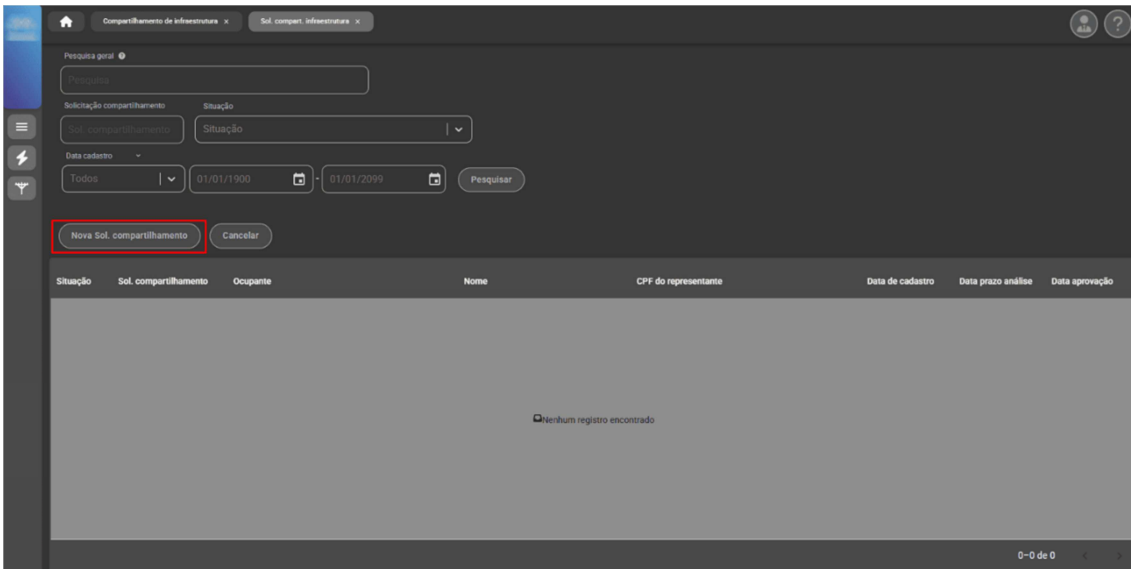 Compartilhamento de infraestrutura × Sol. compart. infraestrutura ×
?
Pesquisa geral ?
Pesquisa
Solicitação compartilhamento Situação
Sol. compartilhamento Situação
Data cadastro
Todos 01/01/1900 - 01/01/2099 Pesquisar
Nova Sol. compartilhamento Cancelar
Situação Sol. compartilhamento Ocupante Nome CPF do representante Data de cadastro Data prazo análise Data aprovação
Nenhum registro encontrado
0-0 de 0